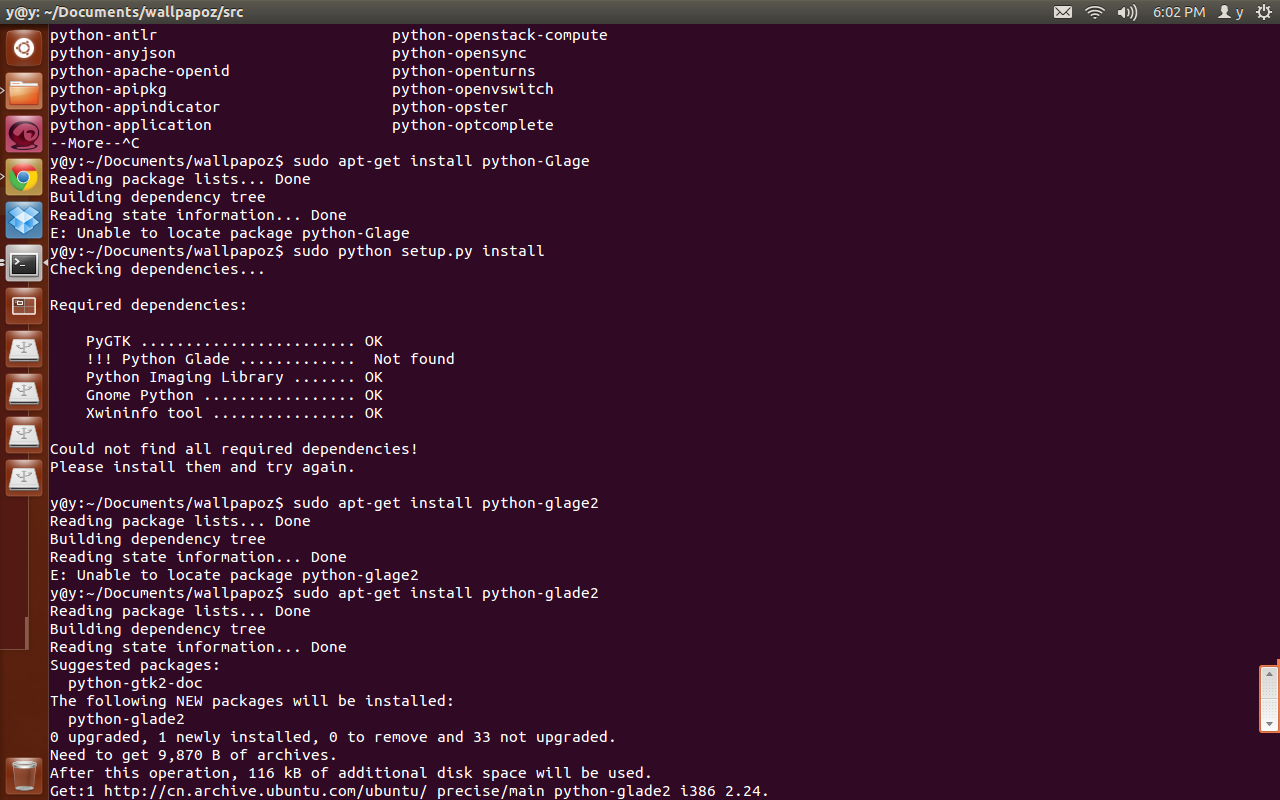 y@y: ~/Documents/wallpapoz/src 6:02 PM y
python-antlr python-openstack-compute
python-anyjson python-opensync
python-apache-openid python-openturns
python-apipkg python-openvswitch
python-appindicator python-opster
python-application python-optcomplete
--More--^C
y@y:~/Documents/wallpapoz$ sudo apt-get install python-Glage
Reading package lists... Done
Building dependency tree
Reading state information... Done
E: Unable to locate package python-Glage
y@y:~/Documents/wallpapoz$ sudo python setup.py install
Checking dependencies...
Required dependencies:
PyGTK ........................ OK
!!! Python Glade .............  Not found
Python Imaging Library ....... OK
Gnome Python ................. OK
Xwininfo tool ................ OK
Could not find all required dependencies!
Please install them and try again.
y@y:~/Documents/wallpapoz$ sudo apt-get install python-glage2
Reading package lists... Done
Building dependency tree
Reading state information... Done
E: Unable to locate package python-glage2
y@y:~/Documents/wallpapoz$ sudo apt-get install python-glade2
Reading package lists... Done
Building dependency tree
Reading state information... Done
Suggested packages:
python-gtk2-doc
The following NEW packages will be installed:
python-glade2
0 upgraded, 1 newly installed, 0 to remove and 33 not upgraded.
Need to get 9,870 B of archives.
After this operation, 116 kB of additional disk space will be used.
Get:1 http://cn.archive.ubuntu.com/ubuntu/ precise/main python-glade2 i386 2.24.